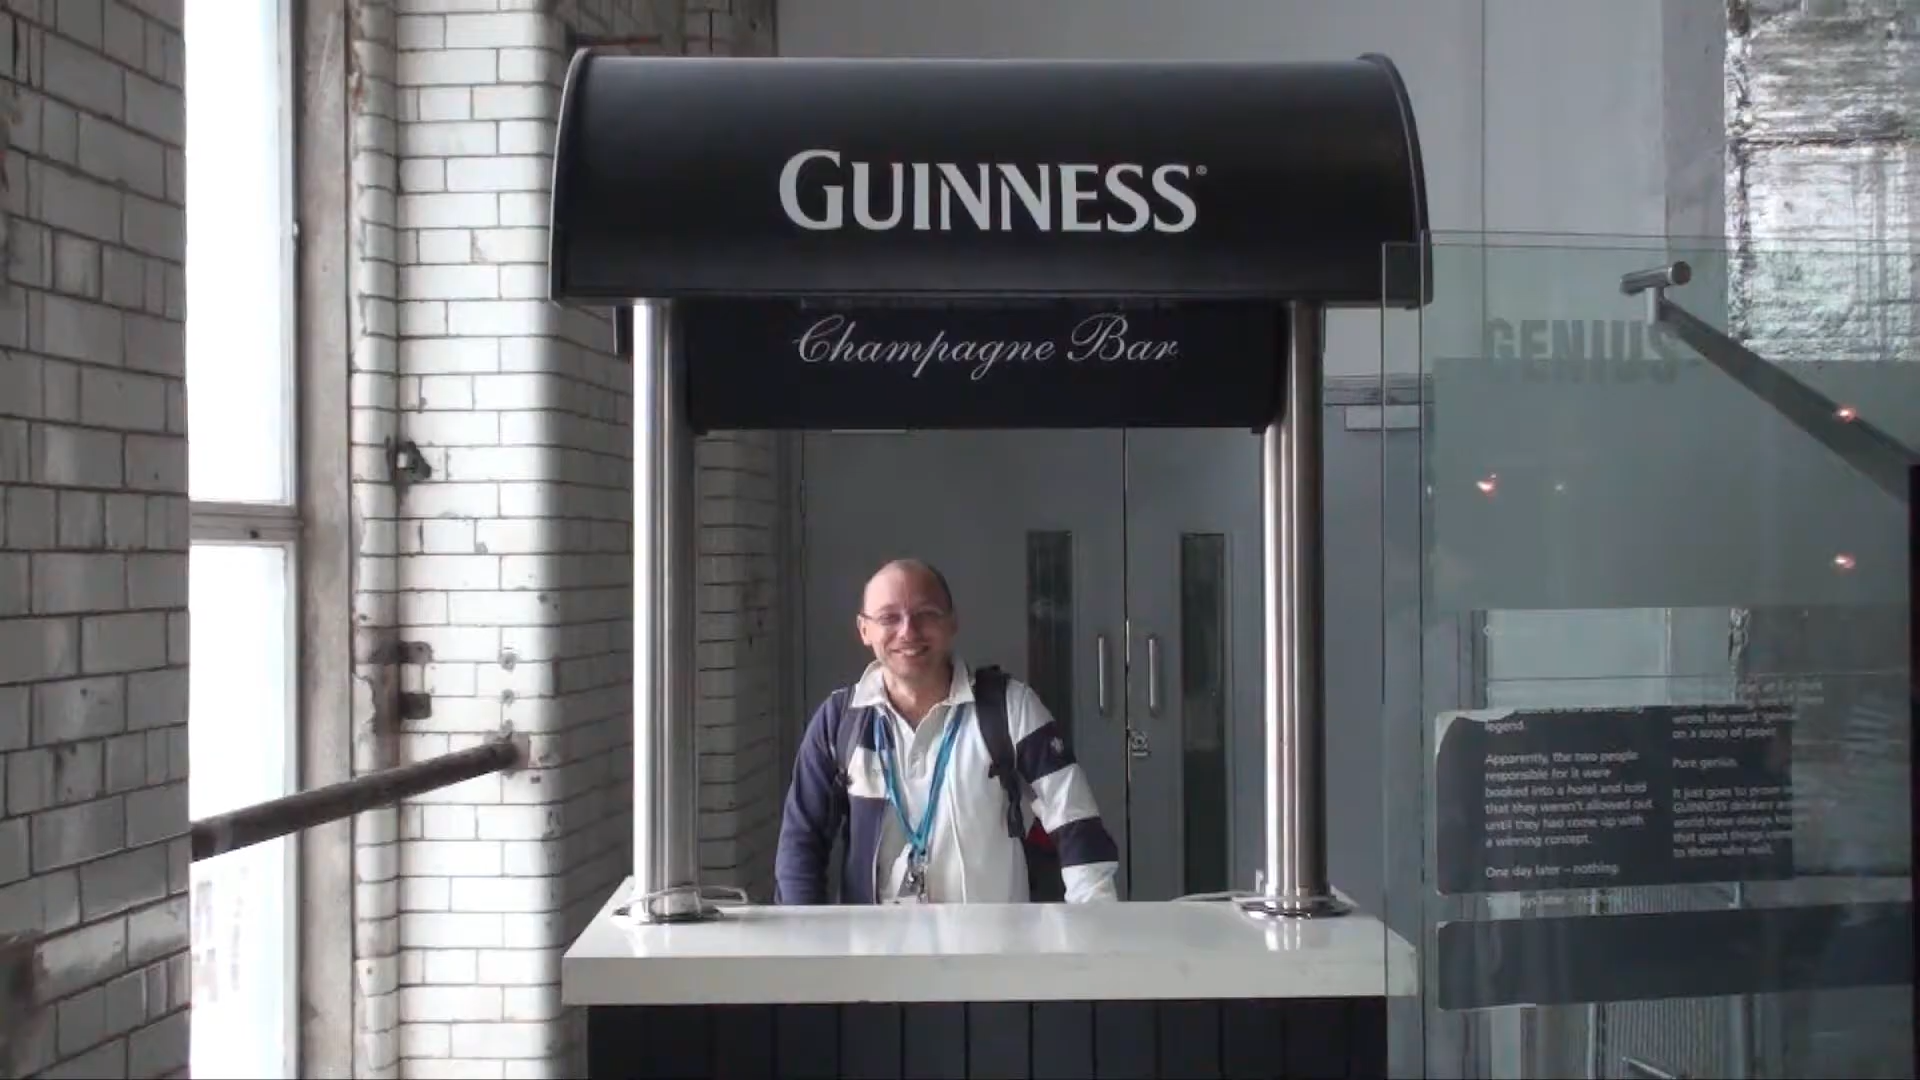 GUINNESS®
Champagne Bar
GENIUS
legend.
Apparently, the two people
responsible for it were
booked into a hotel and told
that they weren't allowed out
until they had come up with
a winning concept.
One day later – nothing.
wrote the word 'genius'
on a scrap of paper.
Pure genius.
It just goes to prove
GUINNESS drinkers
world have always
that good things
to those who wait.